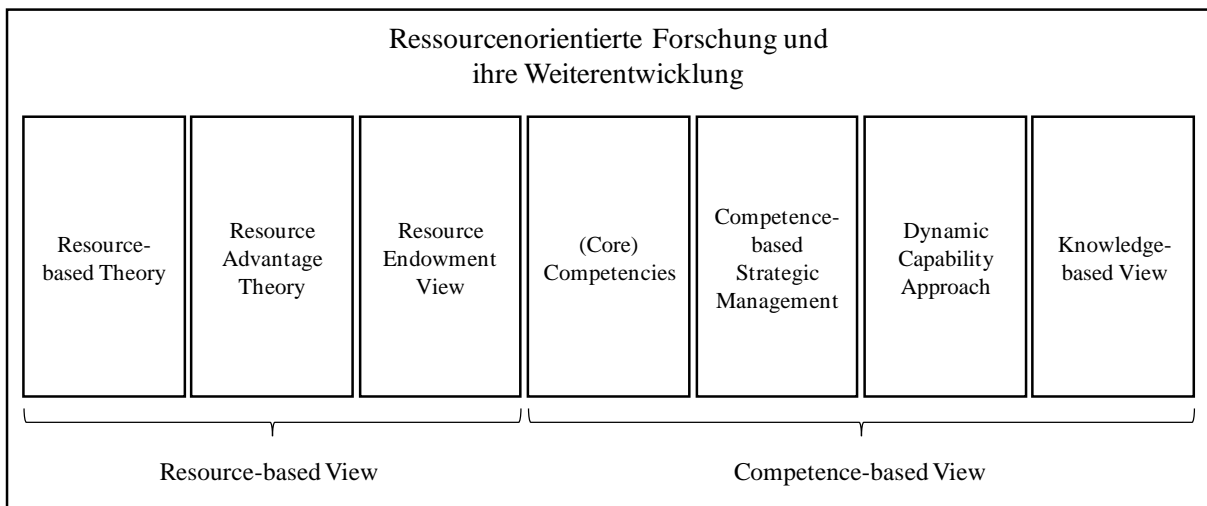 Ressourcenorientierte Forschung und
ihre Weiterentwicklung
Resource-
based Theory
Resource
Advantage
Theory
Resource
Endowment
View
(Core)
Competencies
Competence-
based
Strategic
Management
Dynamic
Capability
Approach
Knowledge-
based View
Resource-based View
Competence-based View